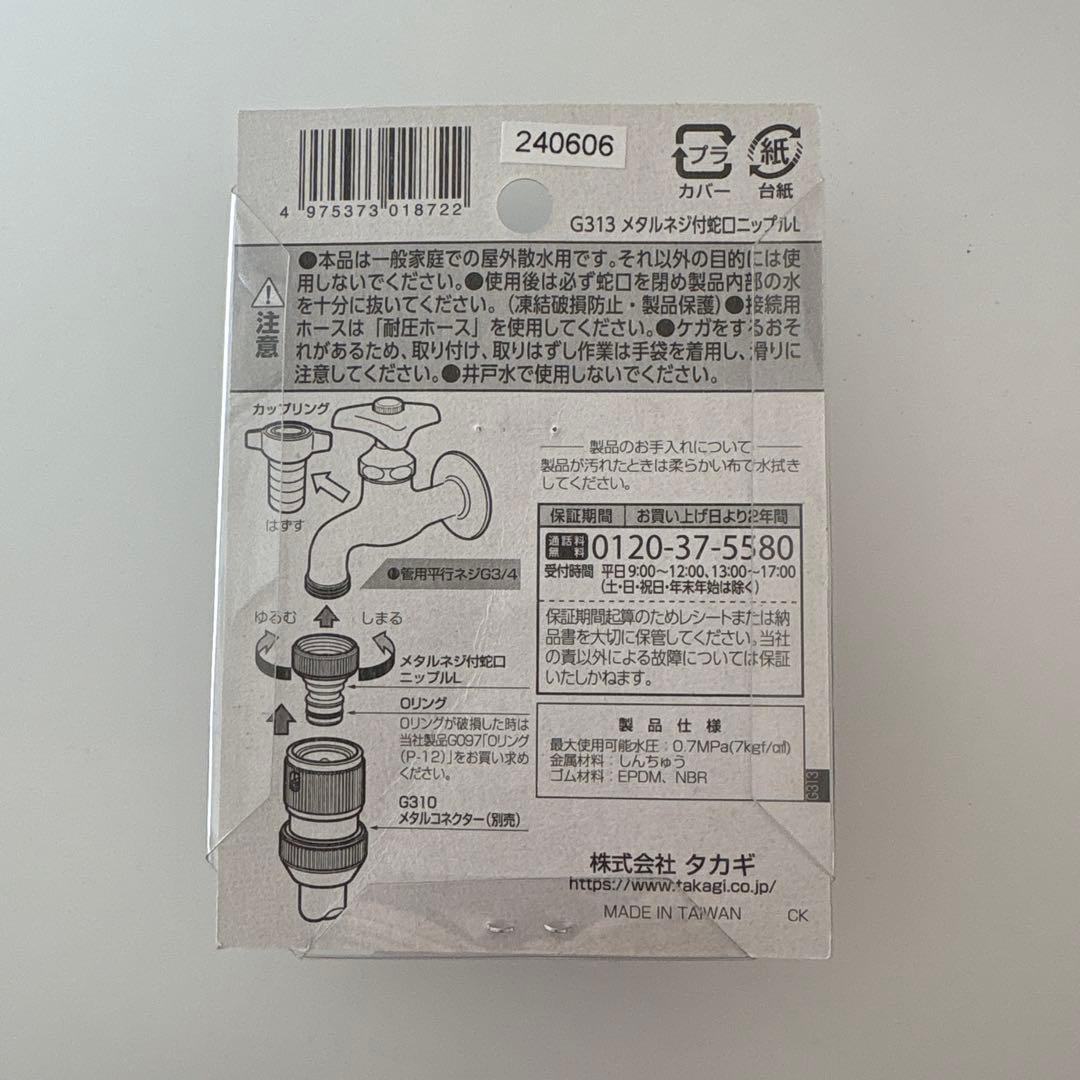 240606
プラ
カバー
紙
台紙
4 975373 018722
G313 メタルネジ付蛇口ニップルL
注意
●本品は一般家庭での屋外散水用です。それ以外の目的には使
用しないでください。●使用後は必ず蛇口を閉め製品内部の水
を十分に抜いてください。(凍結破損防止・製品保護)●接続用
ホースは「耐圧ホース」を使用してください。●ケガをするおそ
れがあるため、取り付け、取りはずし作業は手袋を着用し、滑りに
注意してください。●井戸水で使用しないでください。
カップリング
はずす
管用平行ネジG3/4
ゆるむ
しまる
メタルネジ付蛇口
ニップルL
Oリング
Oリングが破損した時は
当社製品G097「Oリング
(P-12)」をお買い求め
ください。
G310
メタルコネクター(別売)
製品のお手入れについて
製品が汚れたときは柔らかい布で水拭き
してください。
保証期間 お買い上げ日より2年間
通話料無料 0120-37-5580
受付時間 平日9:00〜12:00、13:00〜17:00
(土・日・祝日・年末年始は除く)
保証期間起算のためレシートまたは納
品書を大切に保管してください。当社
の責以外による故障については保証
いたしかねます。
製品仕様
最大使用可能水圧:0.7MPa(7kgf/c㎡)
金属材料:しんちゅう
ゴム材料:EPDM、NBR
G313
株式会社 タカギ
https://www.takagi.co.jp/
MADE IN TAIWAN CK